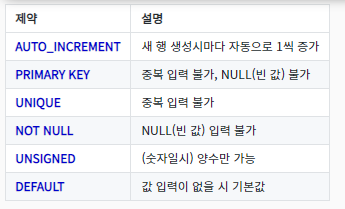 제약 설명
AUTO_INCREMENT 새 행 생성시마다 자동으로 1씩 증가
PRIMARY KEY 중복 입력 불가, NULL(빈 값) 불가
UNIQUE 중복 입력 불가
NOT NULL NULL(빈 값) 입력 불가
UNSIGNED (숫자일시) 양수만 가능
DEFAULT 값 입력이 없을 시 기본값